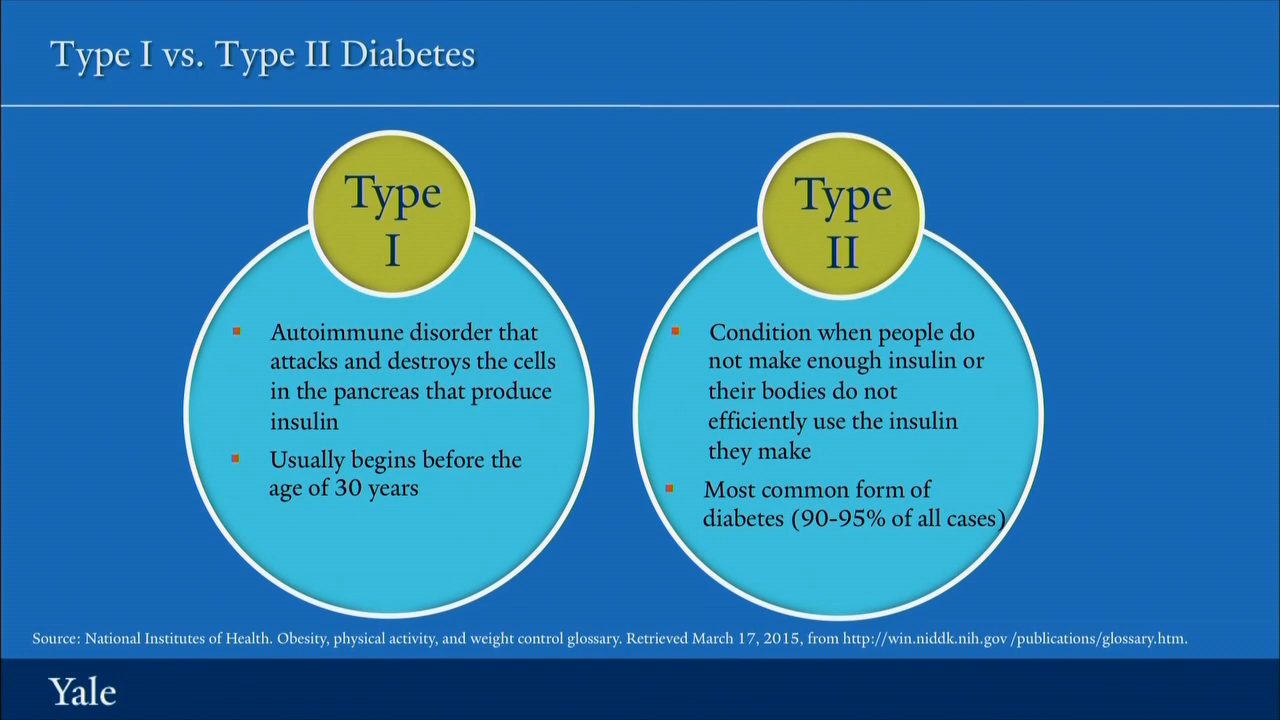 Type I vs. Type II Diabetes
Type
I
Autoimmune disorder that
attacks and destroys the cells
in the pancreas that produce
insulin
Usually begins before the
age of 30 years
Type
II
Condition when people do
not make enough insulin or
their bodies do not
efficiently use the insulin
they make
Most common form of
diabetes (90-95% of all cases)
Source: National Institutes of Health. Obesity, physical activity, and weight control glossary. Retrieved March 17, 2015, from http://win.niddk.nih.gov /publications/glossary.htm.
Yale